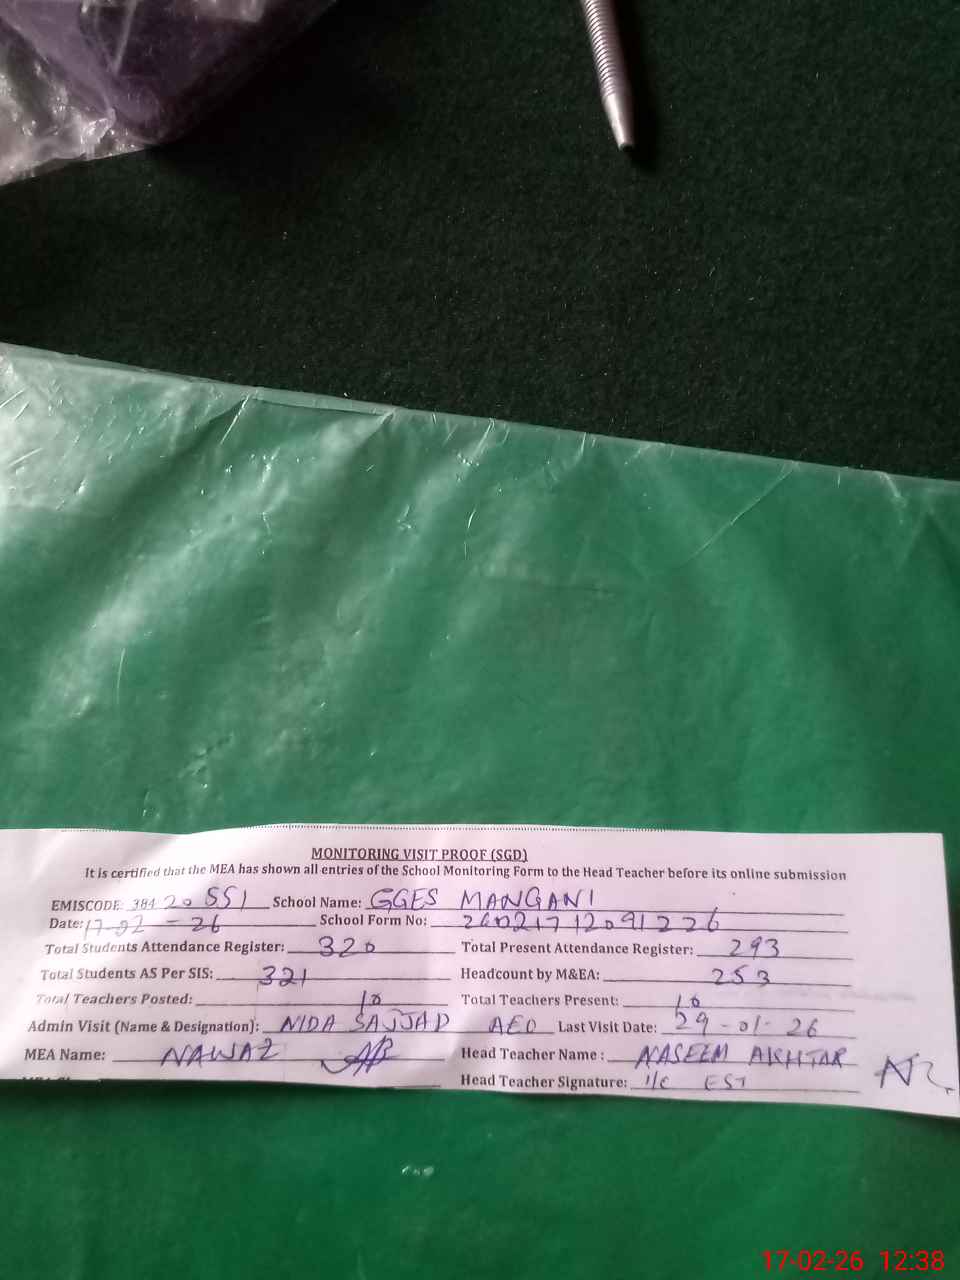 MONITORING VISIT PROOF (SGD)
It is certified that the MEA has shown all entries of the School Monitoring Form to the Head Teacher before its online submission
EMISCODE: 384 20 551 School Name: GGES MANGANI
Date: 17-02-26 School Form No: 26021712091226
Total Students Attendance Register: 320 Total Present Attendance Register: 293
Total Students AS Per SIS: 321 Headcount by M&EA: 253
Total Teachers Posted: 10 Total Teachers Present: 10
Admin Visit (Name & Designation): NIDA SAJJAD AEO Last Visit Date: 29-01-26
MEA Name: NAWAZ Head Teacher Name : NASEEM AKHTAR
Head Teacher Signature: I/C EST
17-02-26 12:38